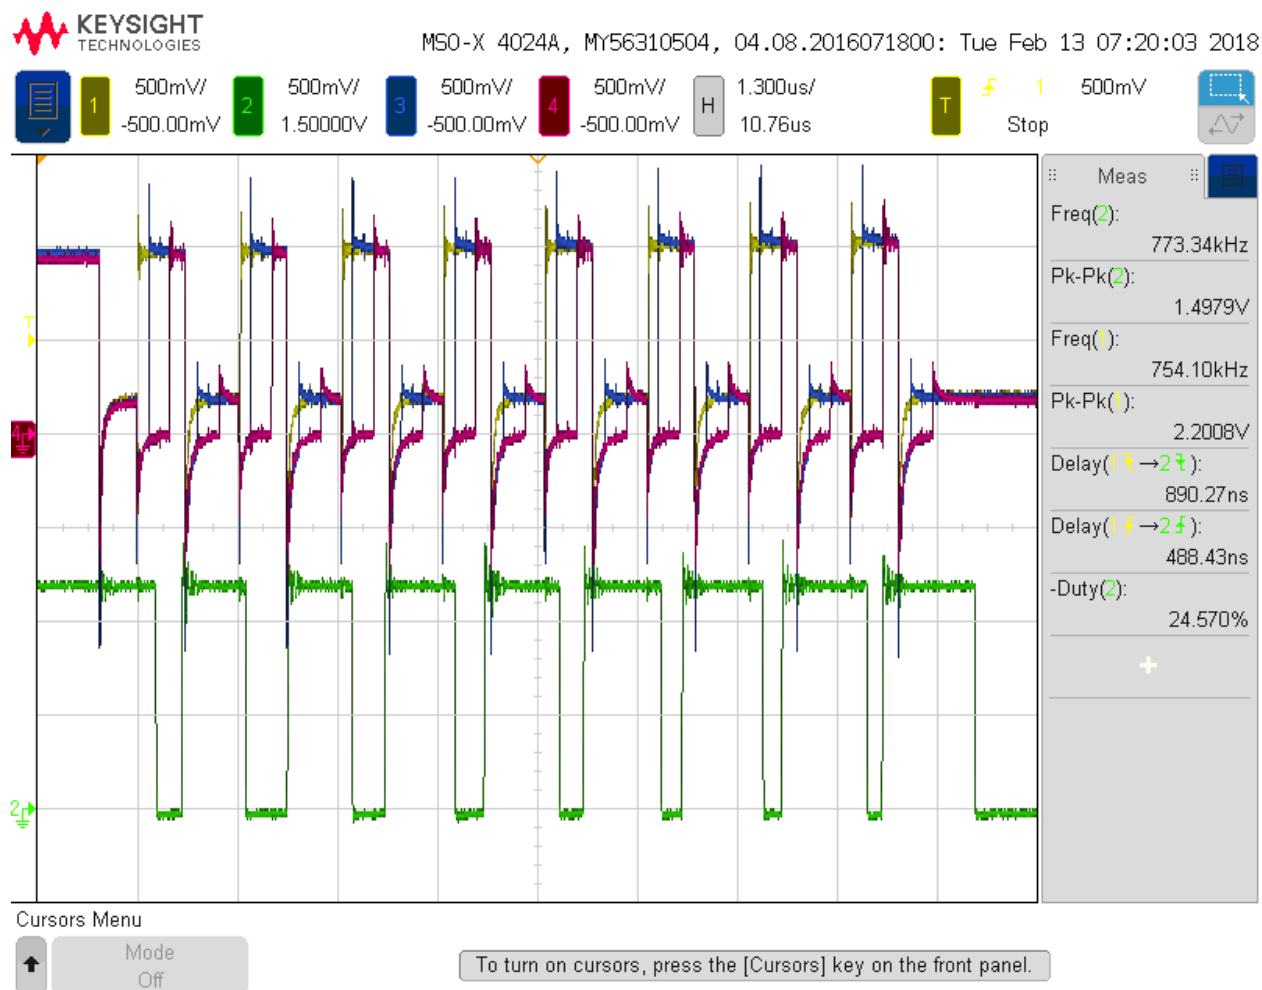 KEYSIGHT
TECHNOLOGIES
MSO-X 4024A, MY56310504, 04.08.2016071800: Tue Feb 13 07:20:03 2018
1 500mV/ 2 500mV/ 3 500mV/ 4 500mV/ H 1.300us/ T 1 500mV
-500.00mV 1.50000V -500.00mV -500.00mV 10.76us Stop
Meas
Freq(2):
773.34kHz
Pk-Pk(2):
1.4979V
Freq(1):
754.10kHz
Pk-Pk(1):
2.2008V
Delay(1→2):
890.27ns
Delay(1→2):
488.43ns
-Duty(2):
24.570%
T
4
2
Cursors Menu
Mode
Off
To turn on cursors, press the [Cursors] key on the front panel.